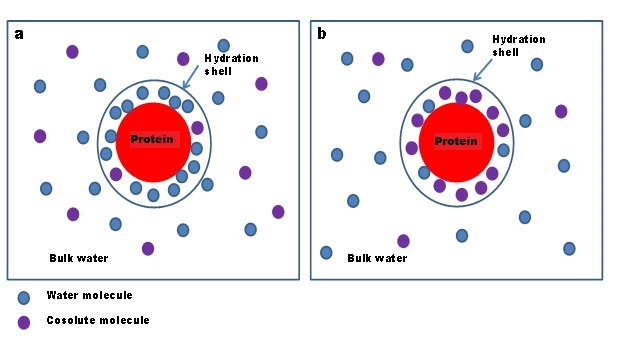 a
Hydration
shell
Protein
Bulk water
b
Hydration
shell
Protein
Bulk water
Water molecule
Cosolute molecule